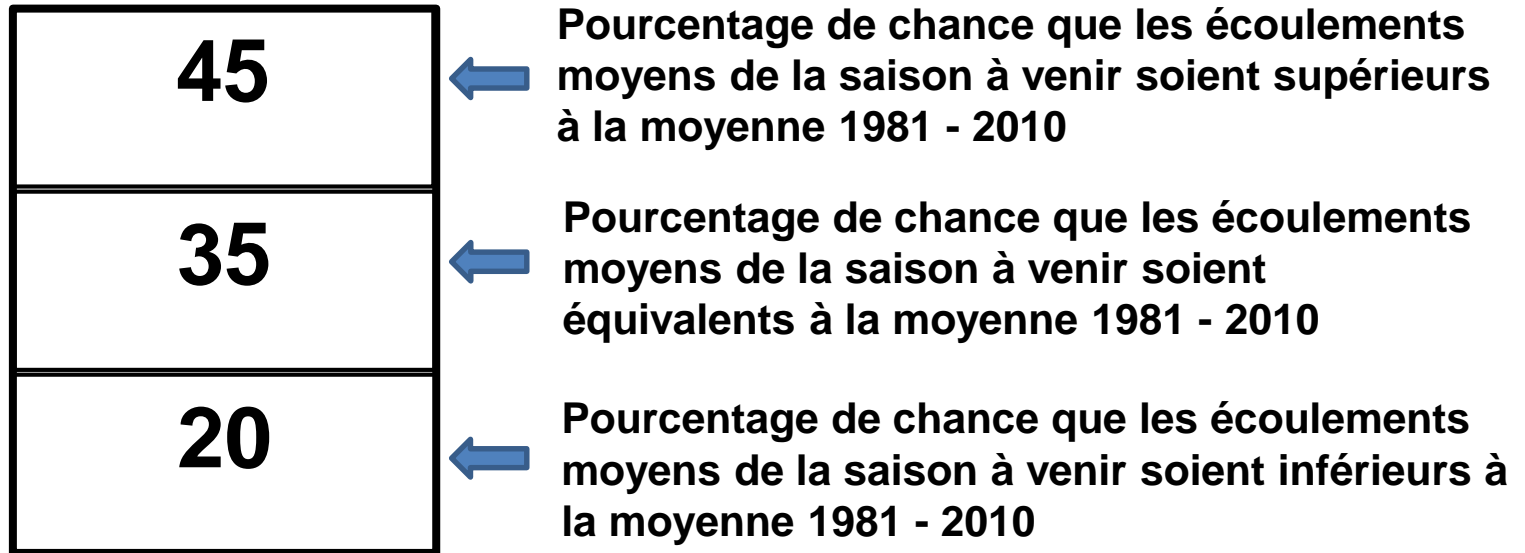 45
Pourcentage de chance que les écoulements
moyens de la saison à venir soient supérieurs
à la moyenne 1981 - 2010
35
Pourcentage de chance que les écoulements
moyens de la saison à venir soient
équivalents à la moyenne 1981 - 2010
20
Pourcentage de chance que les écoulements
moyens de la saison à venir soient inférieurs à
la moyenne 1981 - 2010